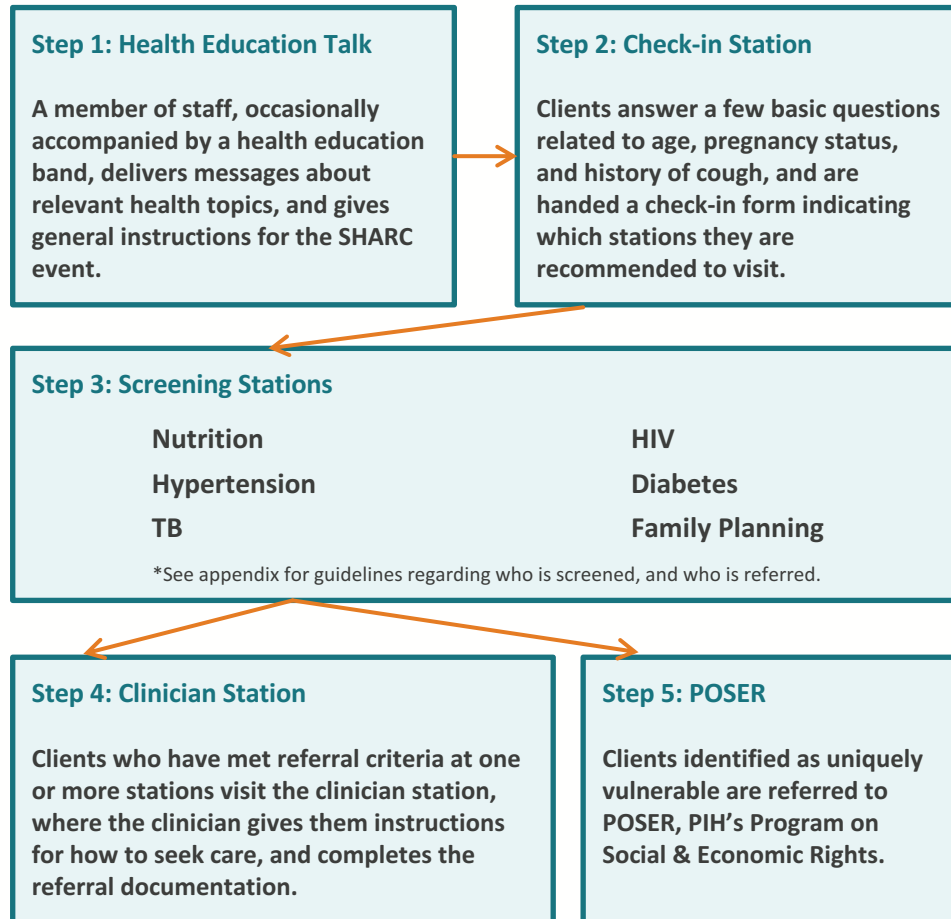 Step 1: Health Education Talk
A member of staff, occasionally
accompanied by a health education
band, delivers messages about
relevant health topics, and gives
general instructions for the SHARC
event.
Step 2: Check-in Station
Clients answer a few basic questions
related to age, pregnancy status,
and history of cough, and are
handed a check-in form indicating
which stations they are
recommended to visit.
Step 3: Screening Stations
Nutrition
Hypertension
TB
HIV
Diabetes
Family Planning
*See appendix for guidelines regarding who is screened, and who is referred.
Step 4: Clinician Station
Clients who have met referral criteria at one
or more stations visit the clinician station,
where the clinician gives them instructions
for how to seek care, and completes the
referral documentation.
Step 5: POSER
Clients identified as uniquely
vulnerable are referred to
POSER, PIH’s Program on
Social & Economic Rights.